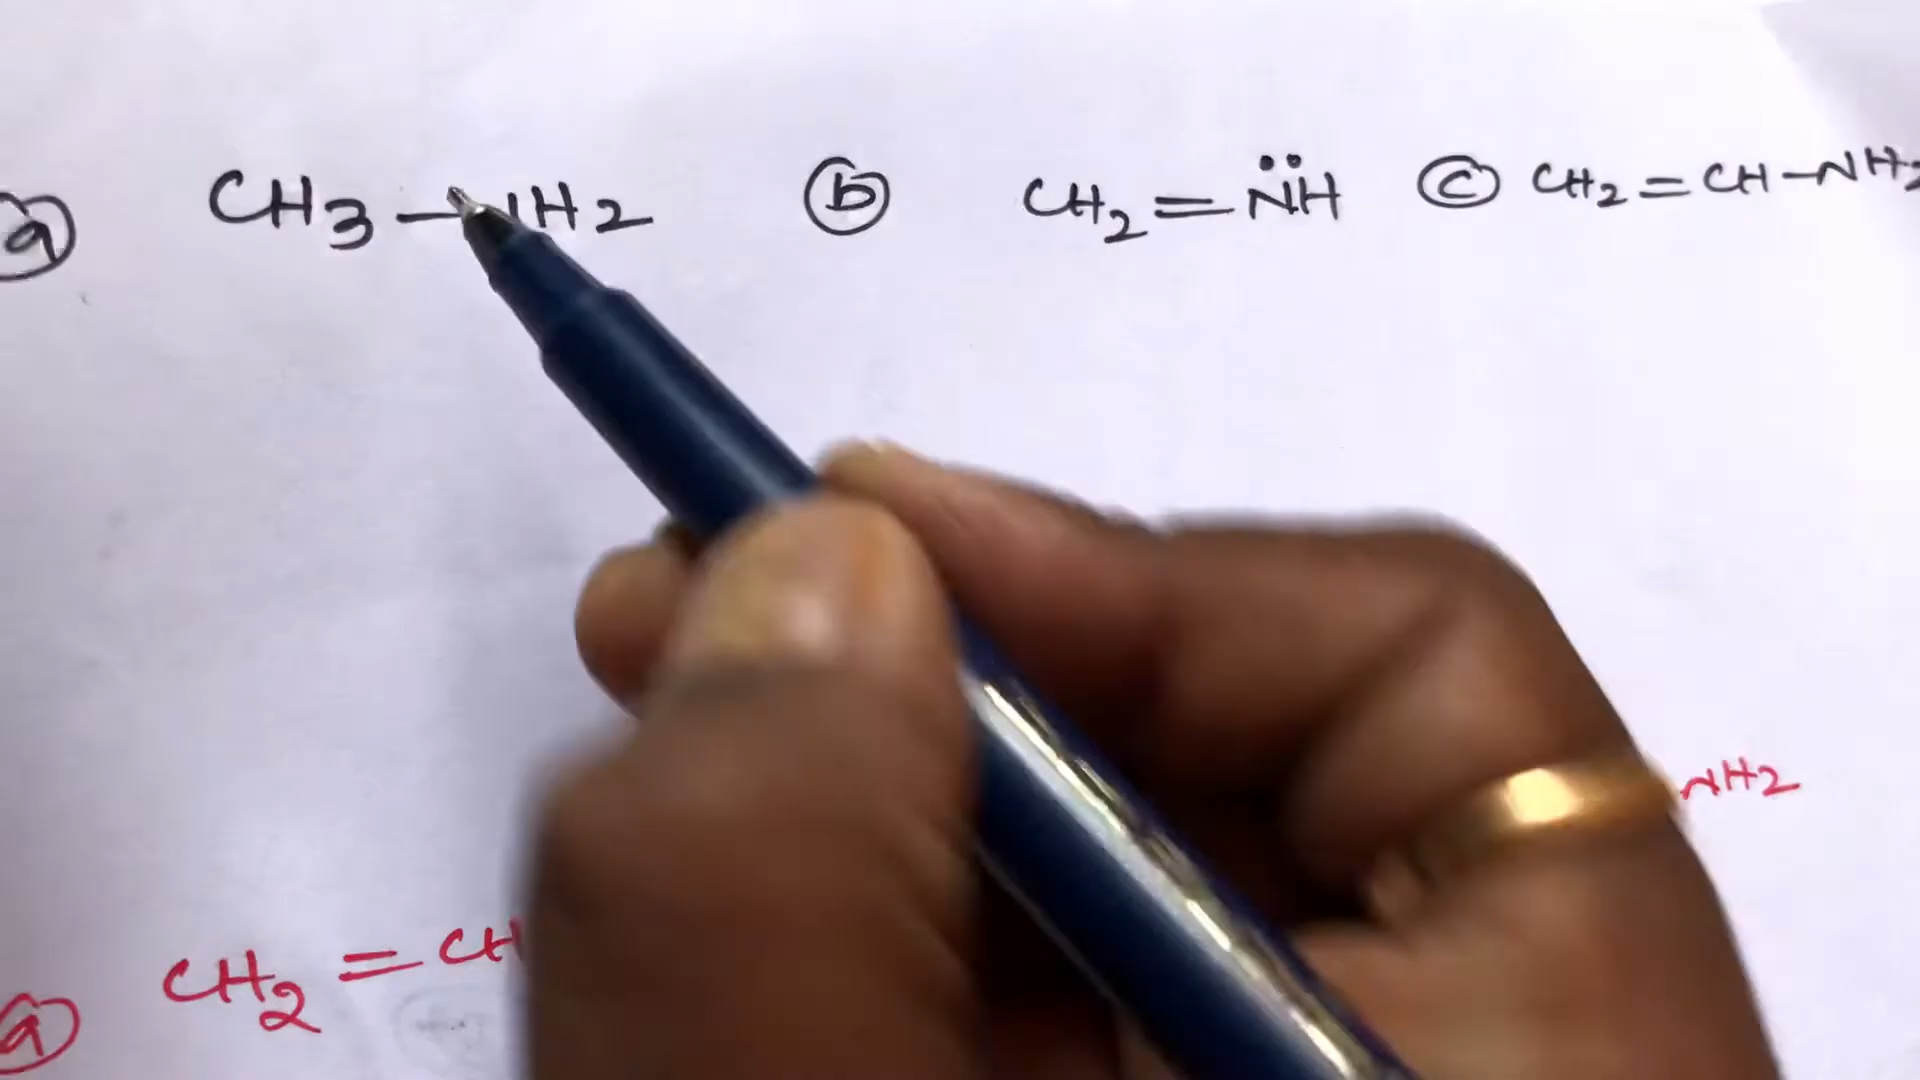 (a) CH3 – NH2 (b) CH2 = N̈H (c) CH2 = CH – NH2
NH2
(a) CH2 = CH